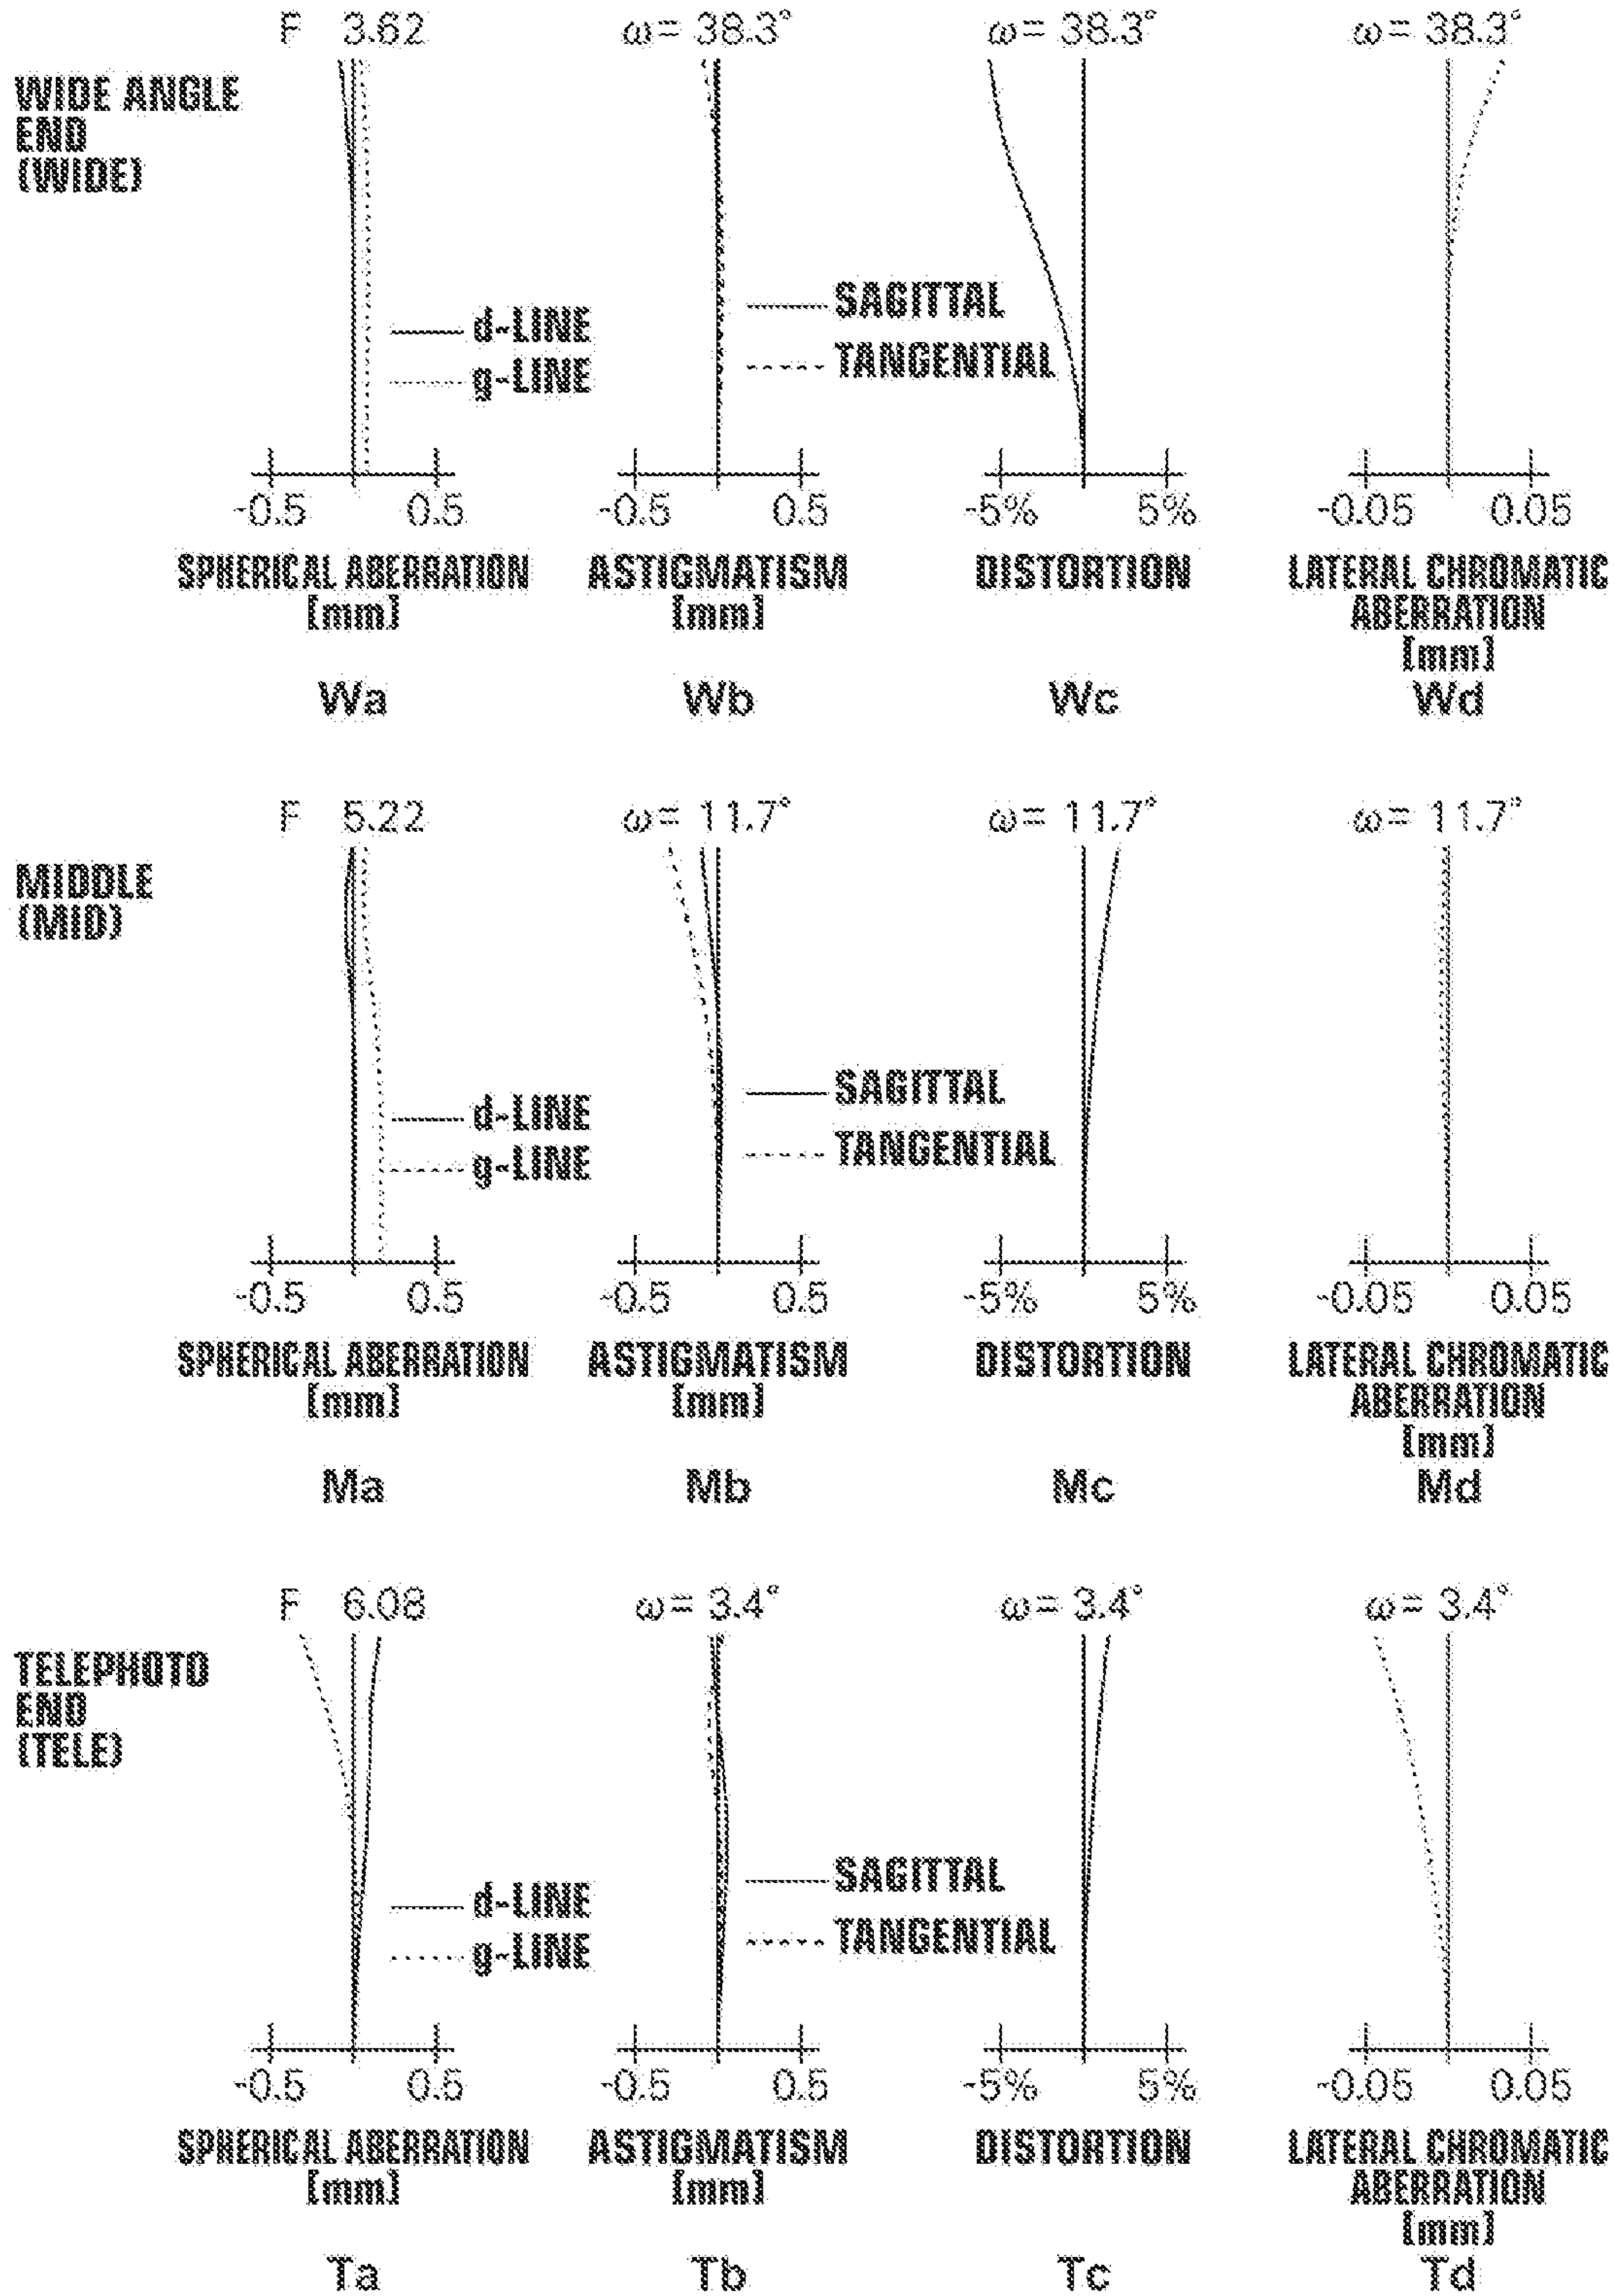 F 3.62 ω= 38.3° ω= 38.3° ω= 38.3°
WIDE ANGLE
END
(WIDE)
d-LINE
g-LINE
SAGITTAL
TANGENTIAL
-0.5 0.5 -0.5 0.5 -5% 5% -0.05 0.05
SPHERICAL ABERRATION
[mm]
ASTIGMATISM
[mm]
DISTORTION
LATERAL CHROMATIC
ABERRATION
[mm]
Wa Wb Wc Wd
F 5.22 ω= 11.7° ω= 11.7° ω= 11.7°
MIDDLE
(MID)
d-LINE
g-LINE
SAGITTAL
TANGENTIAL
-0.5 0.5 -0.5 0.5 -5% 5% -0.05 0.05
SPHERICAL ABERRATION
[mm]
ASTIGMATISM
[mm]
DISTORTION
LATERAL CHROMATIC
ABERRATION
[mm]
Ma Mb Mc Md
F 6.08 ω= 3.4° ω= 3.4° ω= 3.4°
TELEPHOTO
END
(TELE)
d-LINE
g-LINE
SAGITTAL
TANGENTIAL
-0.5 0.5 -0.5 0.5 -5% 5% -0.05 0.05
SPHERICAL ABERRATION
[mm]
ASTIGMATISM
[mm]
DISTORTION
LATERAL CHROMATIC
ABERRATION
[mm]
Ta Tb Tc Td